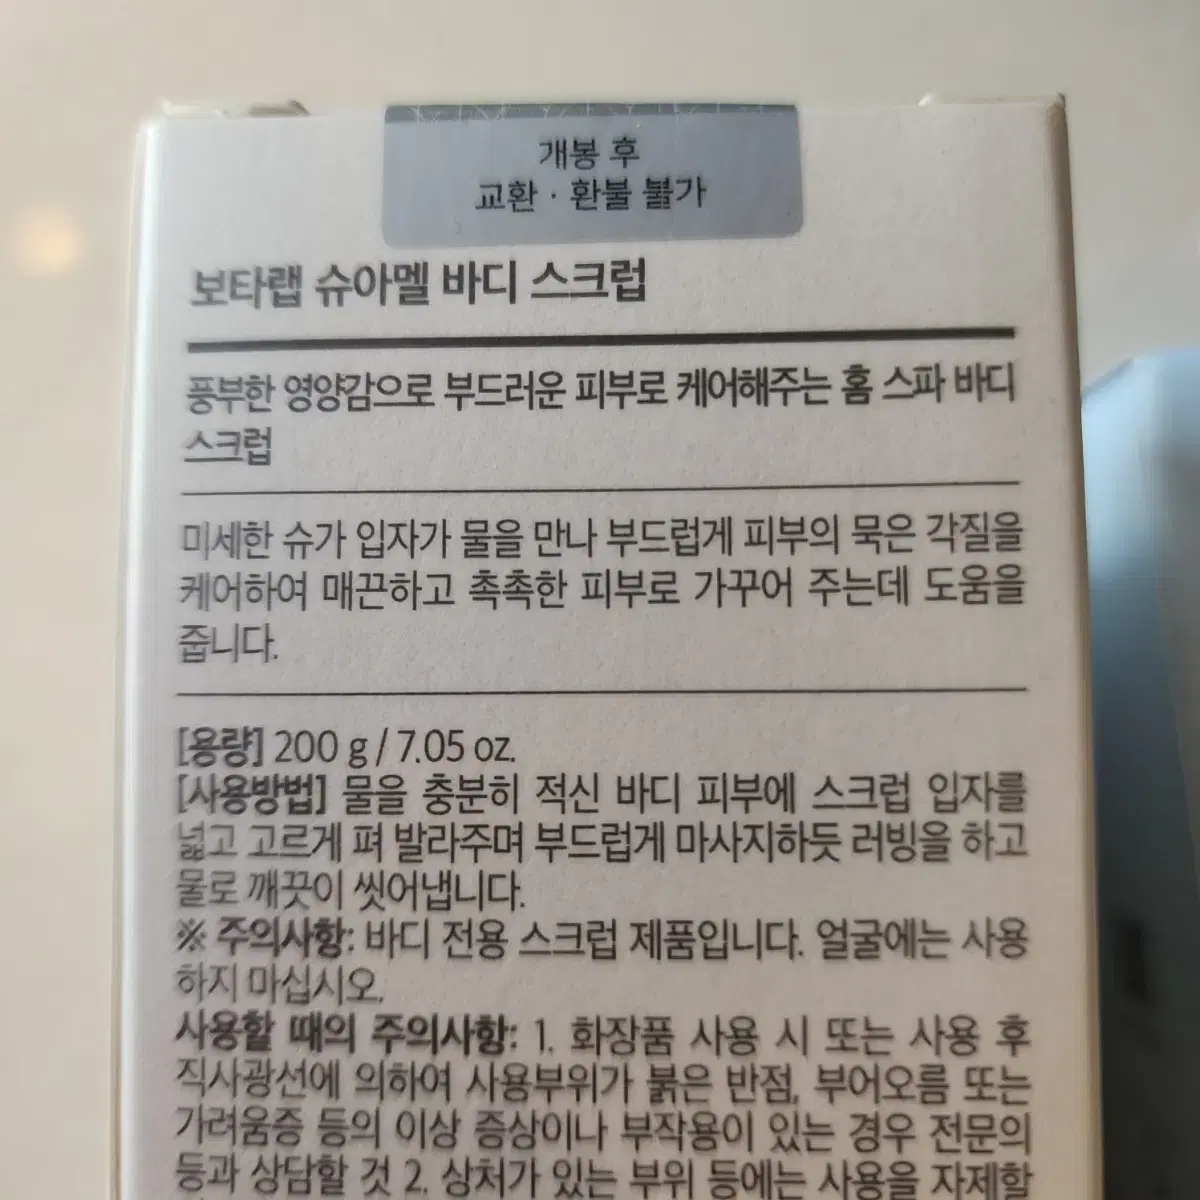 개봉 후
교환 · 환불 불가
보타랩 슈아멜 바디 스크럽
풍부한 영양감으로 부드러운 피부로 케어해주는 홈 스파 바디
스크럽
미세한 슈가 입자가 물을 만나 부드럽게 피부의 묵은 각질을
케어하여 매끈하고 촉촉한 피부로 가꾸어 주는데 도움을
줍니다.
[용량] 200 g / 7.05 oz.
[사용방법] 물을 충분히 적신 바디 피부에 스크럽 입자를
넓고 고르게 펴 발라주며 부드럽게 마사지하듯 러빙을 하고
물로 깨끗이 씻어냅니다.
※ 주의사항: 바디 전용 스크럽 제품입니다. 얼굴에는 사용
하지 마십시오.
사용할 때의 주의사항: 1. 화장품 사용 시 또는 사용 후
직사광선에 의하여 사용부위가 붉은 반점, 부어오름 또는
가려움증 등의 이상 증상이나 부작용이 있는 경우 전문의
등과 상담할 것 2. 상처가 있는 부위 등에는 사용을 자제할